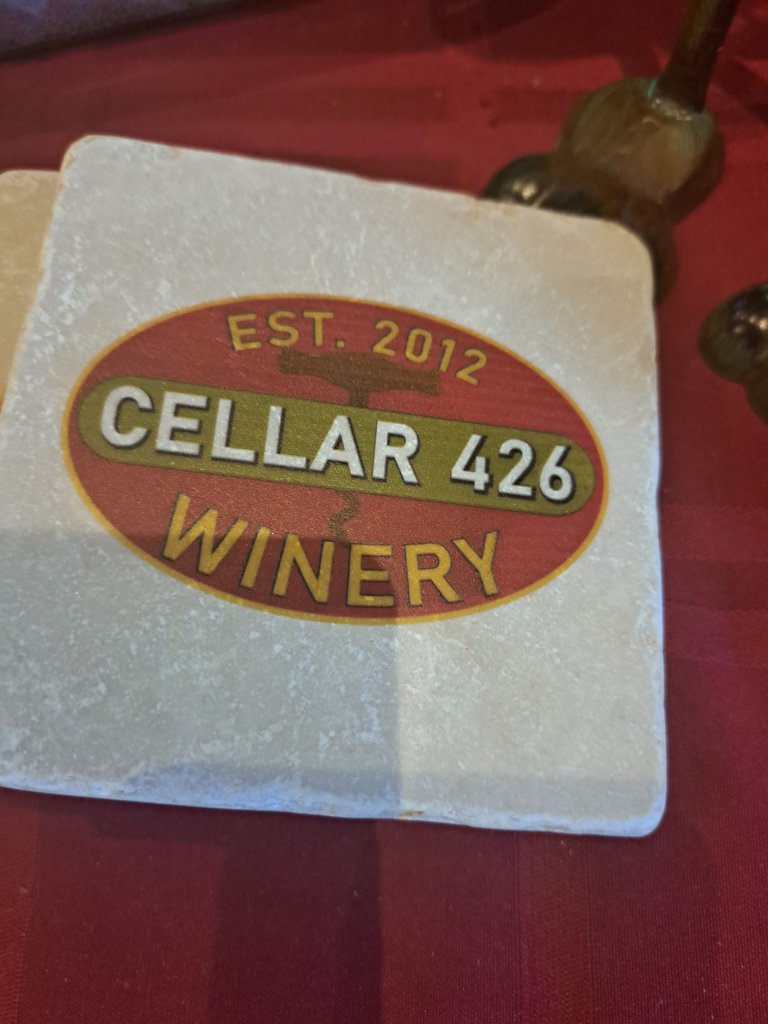 EST. 2012
CELLAR 426
WINERY